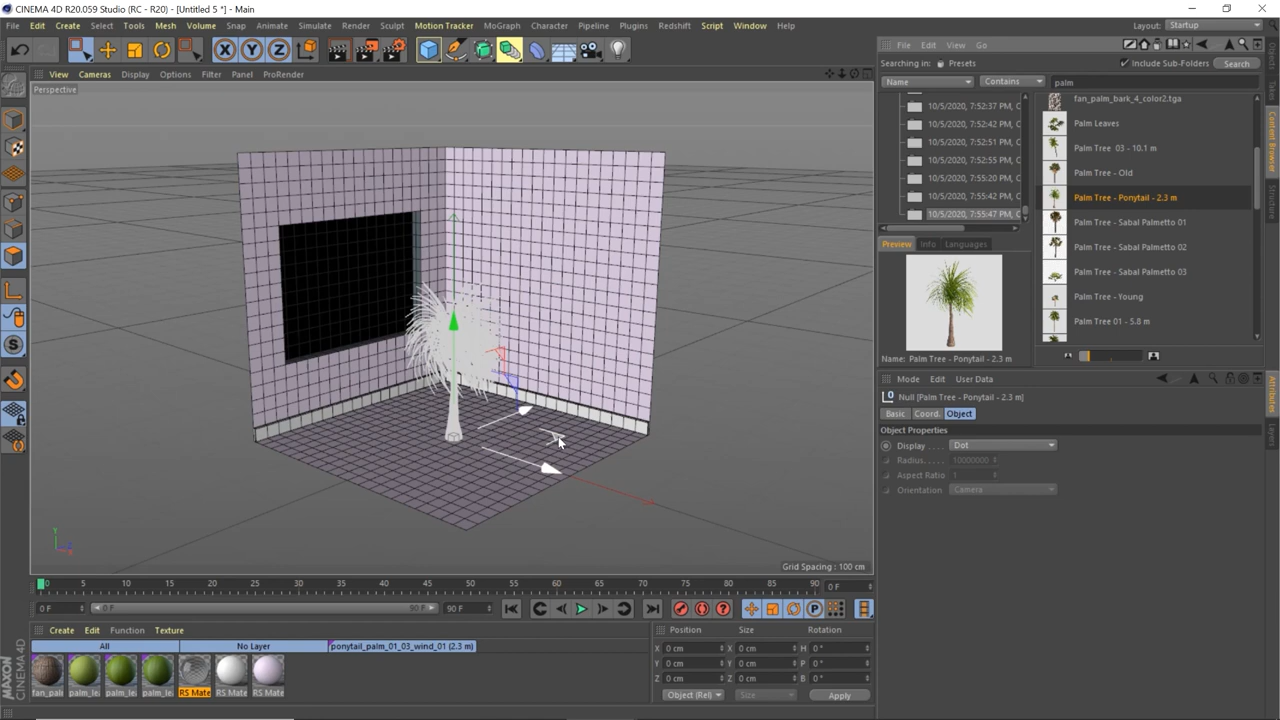 CINEMA 4D R20.059 Studio (RC - R20) - [Untitled 5 *] - Main
File Edit Create Select Tools Mesh Volume Snap Animate Simulate Render Sculpt Motion Tracker MoGraph Character Pipeline Plugins Redshift Script Window Help
Layout: Startup
View Cameras Display Options Filter Panel ProRender
Perspective
Grid Spacing : 100 cm
File Edit View Go
Searching in: Presets
Include Sub-Folders
Search
Name
Contains
palm
10/5/2020, 7:52:37 PM, C
10/5/2020, 7:52:42 PM, C
10/5/2020, 7:52:51 PM, C
10/5/2020, 7:52:55 PM, C
10/5/2020, 7:55:20 PM, C
10/5/2020, 7:55:42 PM, C
10/5/2020, 7:55:47 PM, C
fan_palm_bark_4_color2.tga
Palm Leaves
Palm Tree 03 - 10.1 m
Palm Tree - Old
Palm Tree - Ponytail - 2.3 m
Palm Tree - Sabal Palmetto 01
Palm Tree - Sabal Palmetto 02
Palm Tree - Sabal Palmetto 03
Palm Tree - Young
Palm Tree 01 - 5.8 m
Preview Info Languages
Name: Palm Tree - Ponytail - 2.3 m
Content Browser
Structure
Mode Edit User Data
Null [Palm Tree - Ponytail - 2.3 m]
Basic Coord. Object
Object Properties
Display . . . . Dot
Radius. . . . . 10000000
Aspect Ratio 1
Orientation Camera
Attributes
Layers
0 5 10 15 20 25 30 35 40 45 50 55 60 65 70 75 80 85 90
0 F
0 F
0 F
90 F
90 F
Create Edit Function Texture
All
No Layer
ponytail_palm_01_03_wind_01 (2.3 m)
fan_pal palm_le palm_le palm_le RS Mate RS Mate RS Mate
Position Size Rotation
X 0 cm X 0 cm H 0 °
Y 0 cm Y 0 cm P 0 °
Z 0 cm Z 0 cm B 0 °
Object (Rel) Size Apply
MAXON
CINEMA 4D